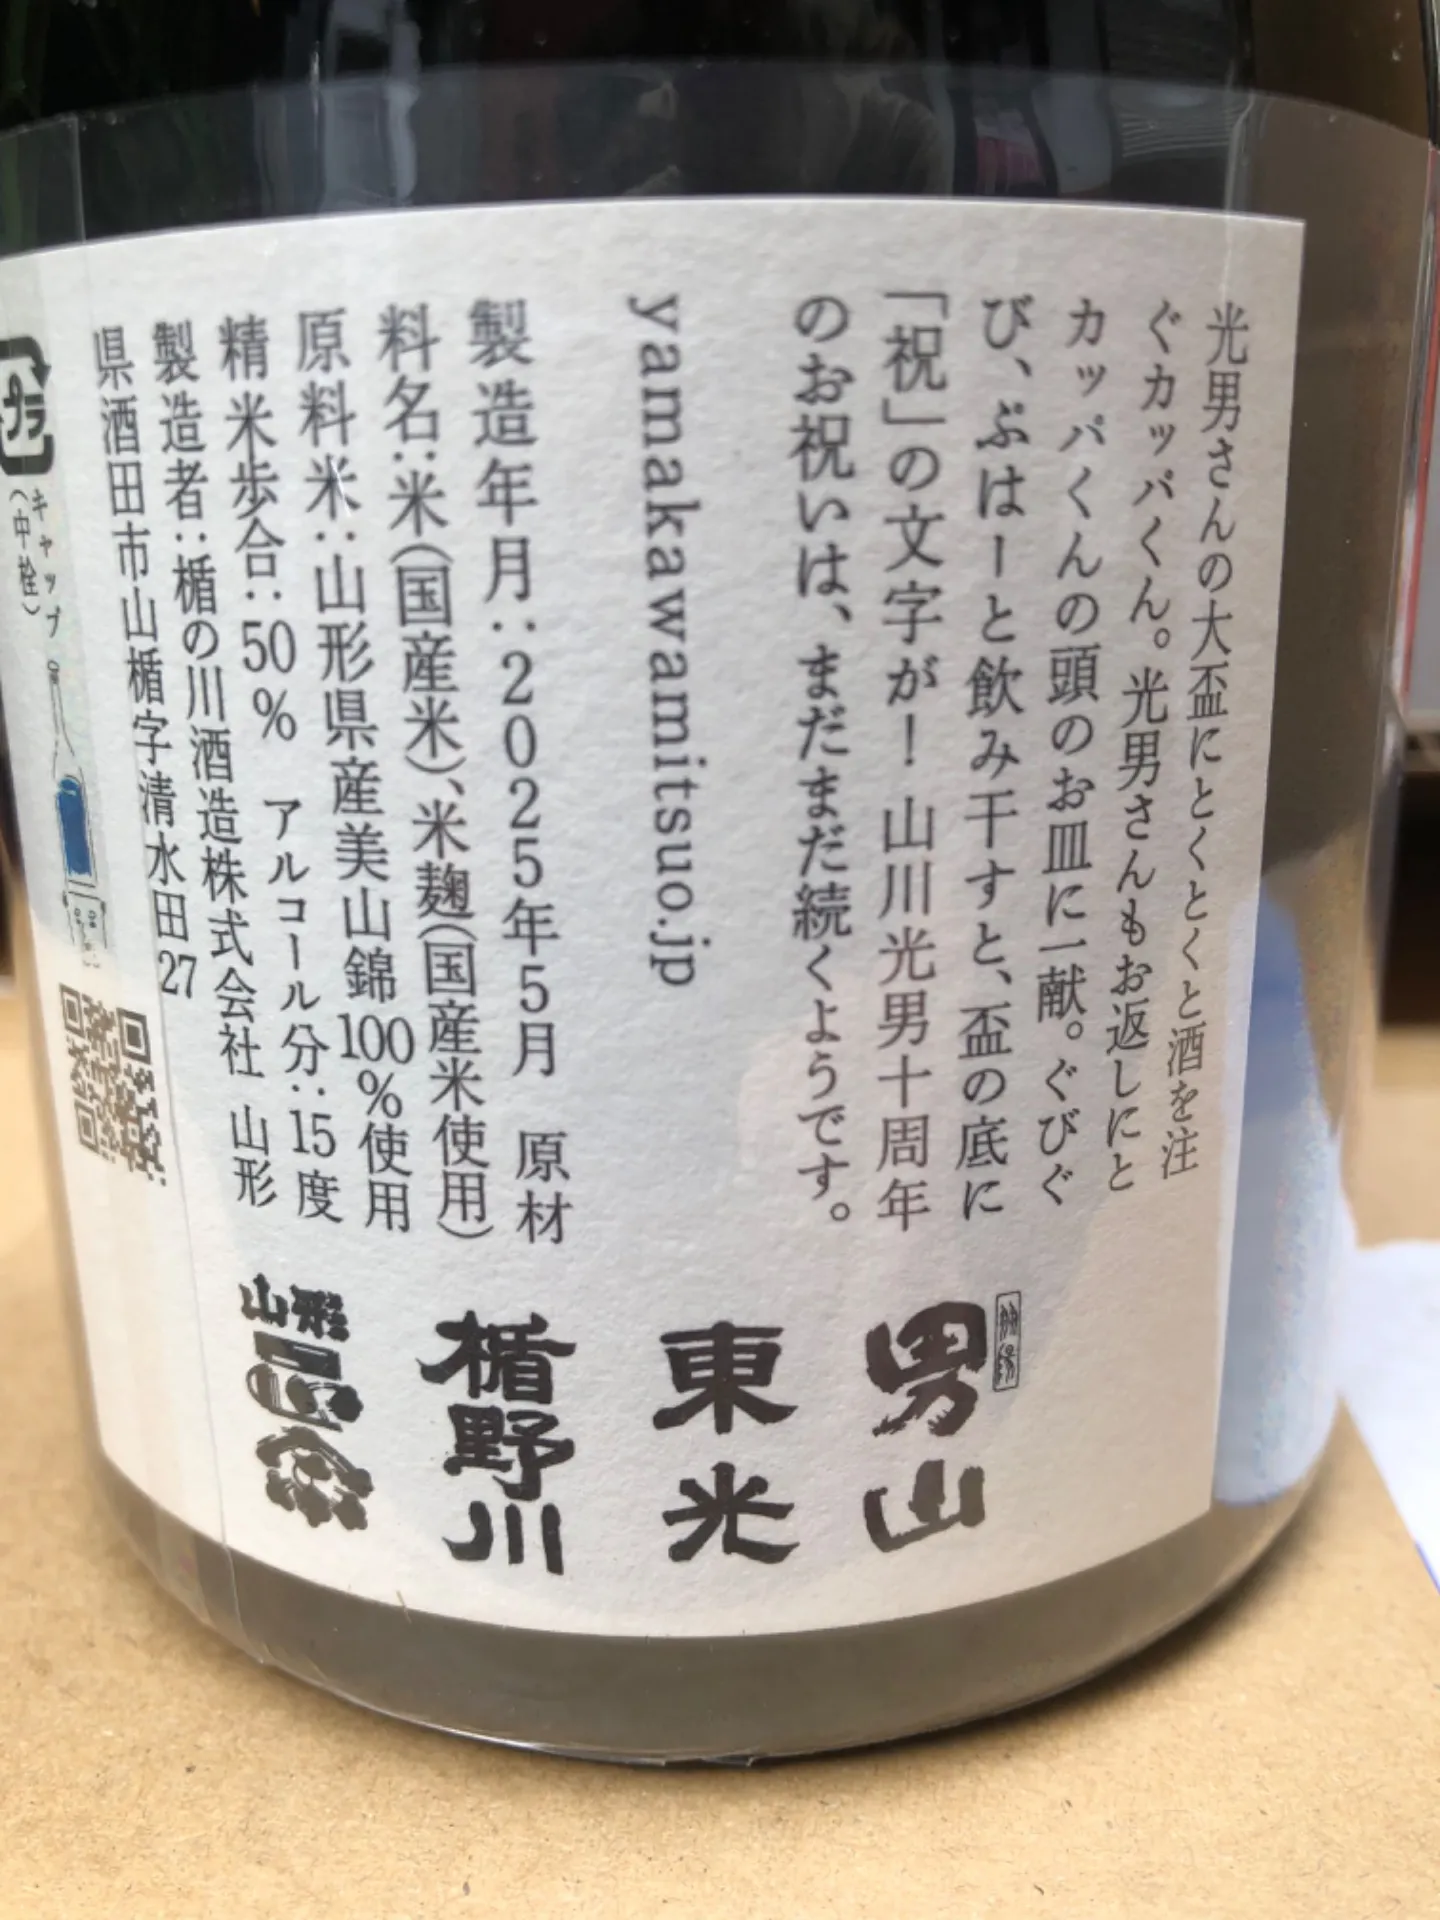 光男さんの大盃にとくとくとくと酒を注
ぐカッパくん。光男さんもお返しにと
カッパくんの頭のお皿に一献。ぐびぐ
び、ぷはーと飲み干すと、盃の底に
「祝」の文字が！山川光男十周年
のお祝いは、まだまだ続くようです。
yamakawamitsuo.jp
製造年月：2025年5月　原材
料名：米（国産米）、米麹（国産米使用）
原料米：山形県産美山錦100%使用
精米歩合：50%　アルコール分：15度
製造者：楯の川酒造株式会社　山形
県酒田市山楯字清水田27
プラ
キャップ
（中栓）
男山
東光
楯野川
山形
正宗